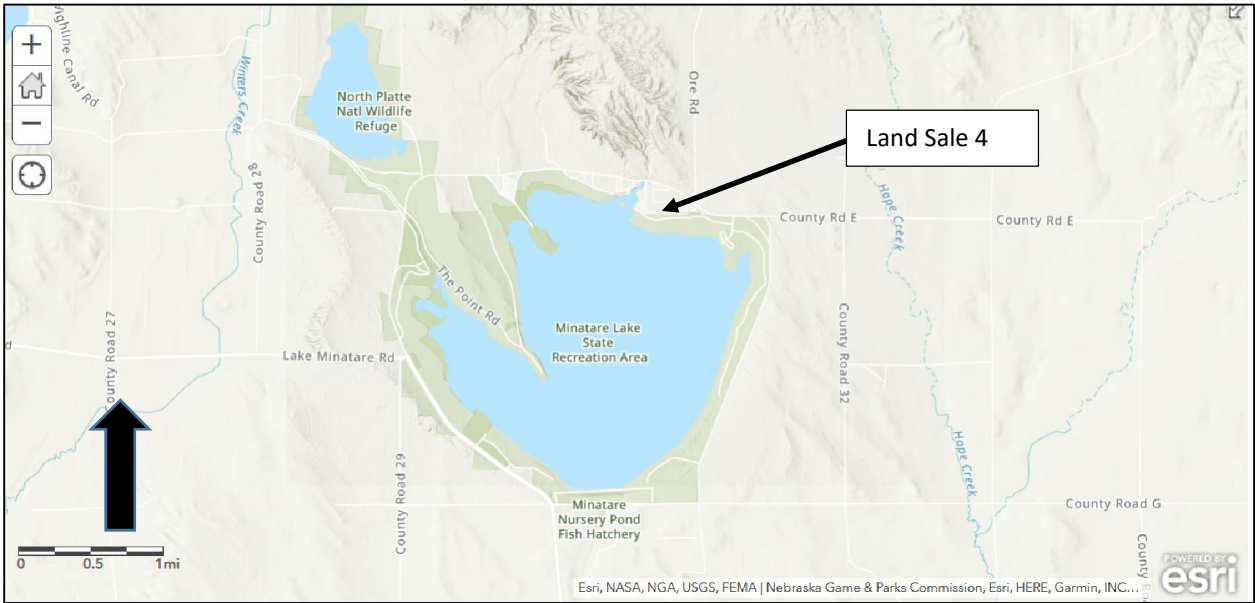 +
−
Highline Canal Rd
Winters Creek
North Platte
Natl Wildlife
Refuge
Ore Rd
Land Sale 4
County Road 28
Hope Creek
County Rd E
County Rd E
The Point Rd
Minatare Lake
State
Recreation Area
County Road 27
d
Lake Minatare Rd
County Road 32
County Road 29
Hope Creek
Minatare
Nursery Pond
Fish Hatchery
County Road G
County
0 0.5 1mi
Esri, NASA, NGA, USGS, FEMA | Nebraska Game & Parks Commission, Esri, HERE, Garmin, INC...
POWERED BY
esri